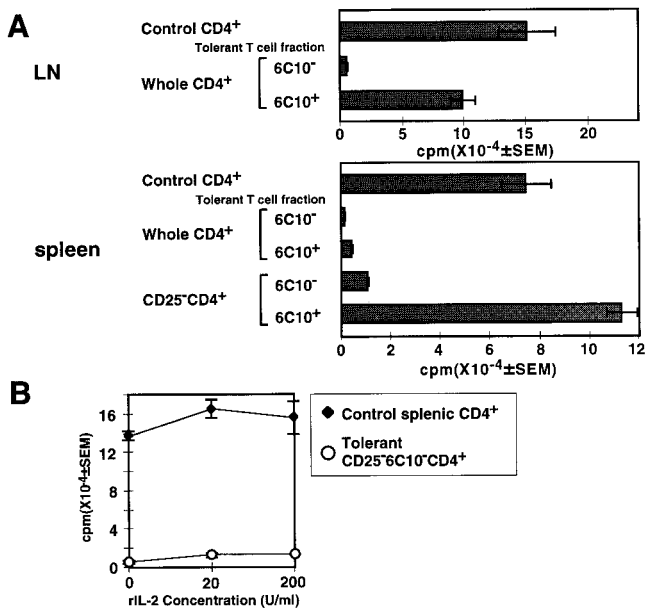 A
LN
Control CD4⁺
Tolerant T cell fraction
Whole CD4⁺
6C10⁻
6C10⁺
0 5 10 15 20
cpm(X10⁻⁴±SEM)
spleen
Control CD4⁺
Tolerant T cell fraction
Whole CD4⁺
6C10⁻
6C10⁺
CD25⁻CD4⁺
6C10⁻
6C10⁺
0 2 4 6 8 10 12
cpm(X10⁻⁴±SEM)
B
cpm(X10⁻⁴±SEM)
16
12
8
4
0
0 20 200
rIL-2 Concentration (U/ml)
Control splenic CD4⁺
Tolerant
CD25⁻6C10⁻CD4⁺